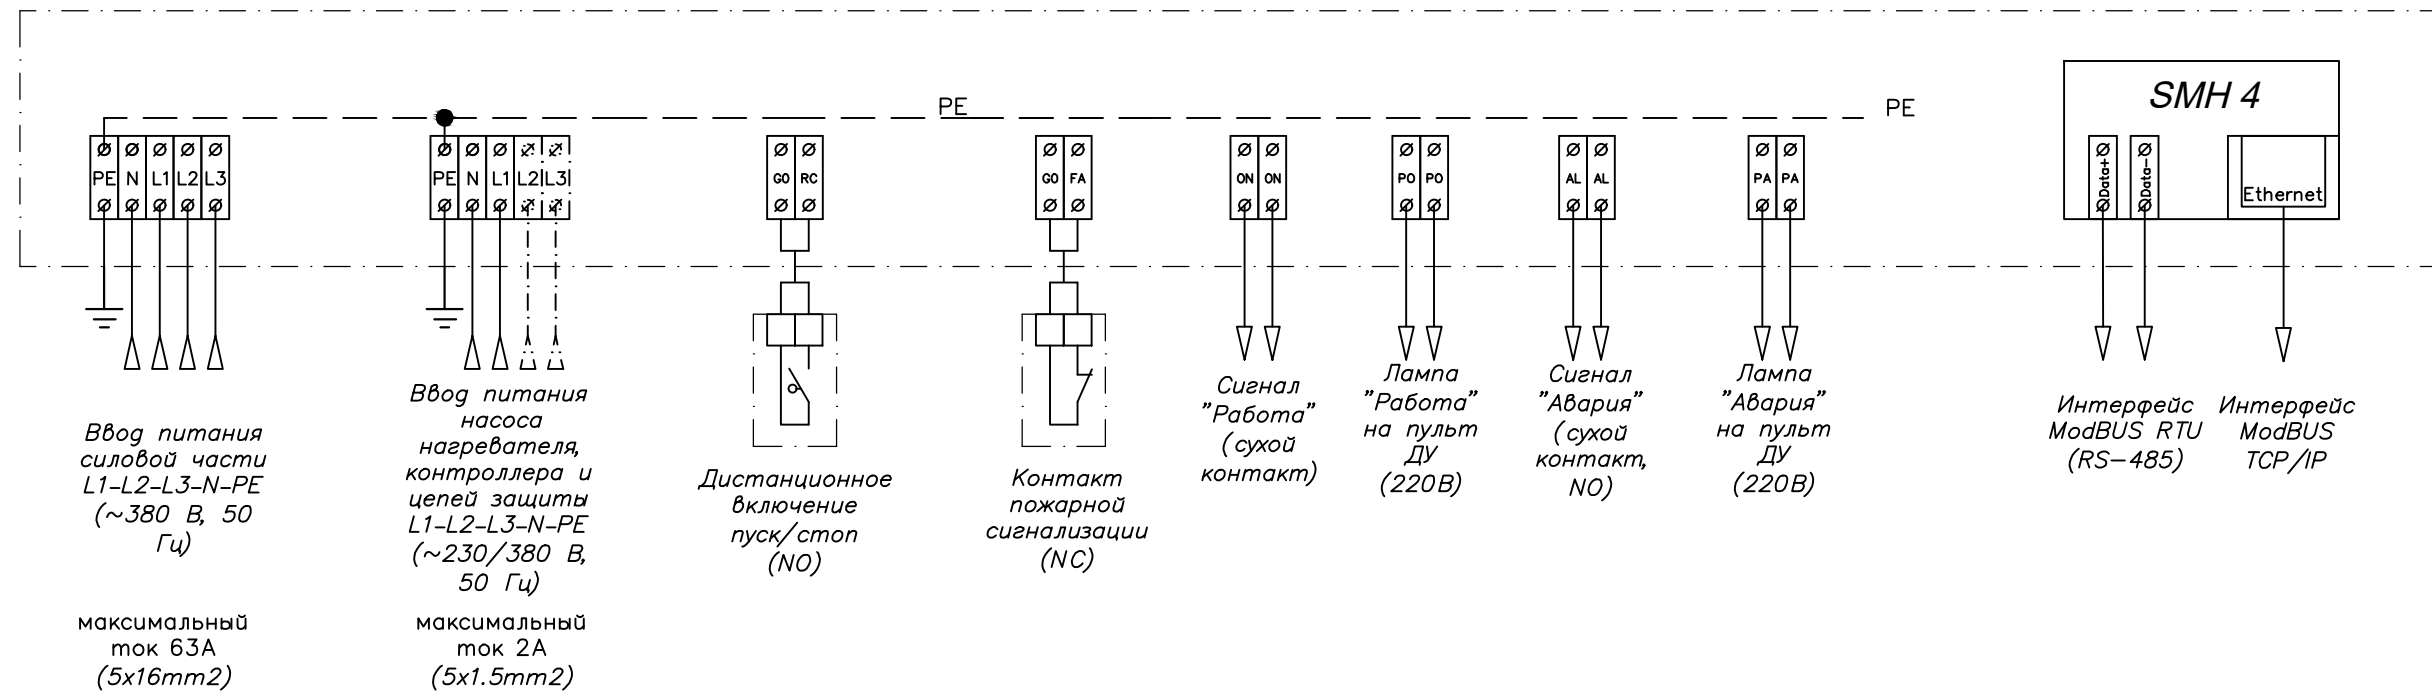 PE
PE
SMH 4
PE N L1 L2 L3
PE N L1 L2 L3
GO RC
GO FA
ON ON
PO PO
AL AL
PA PA
Data+
Data-
Ethernet
Ввод питания
силовой части
L1-L2-L3-N-PE
(~380 В, 50
Гц)
максимальный
ток 63А
(5x16mm2)
Ввод питания
насоса
нагревателя,
контроллера и
цепей защиты
L1-L2-L3-N-PE
(~230/380 В,
50 Гц)
максимальный
ток 2А
(5x1.5mm2)
Дистанционное
включение
пуск/стоп
(NO)
Контакт
пожарной
сигнализации
(NC)
Сигнал
"Работа"
(сухой
контакт)
Лампа
"Работа"
на пульт
ДУ
(220В)
Сигнал
"Авария"
(сухой
контакт,
NO)
Лампа
"Авария"
на пульт
ДУ
(220В)
Интерфейс
ModBUS RTU
(RS-485)
Интерфейс
ModBUS
TCP/IP